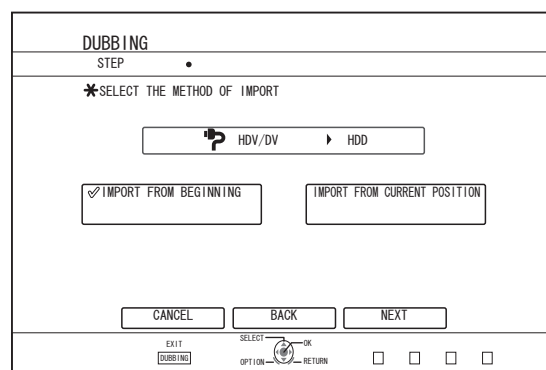 DUBBING
STEP
SELECT THE METHOD OF IMPORT
HDV/DV HDD
IMPORT FROM BEGINNING IMPORT FROM CURRENT POSITION
CANCEL BACK NEXT
EXIT SELECT OK
DUBBING OPTION RETURN